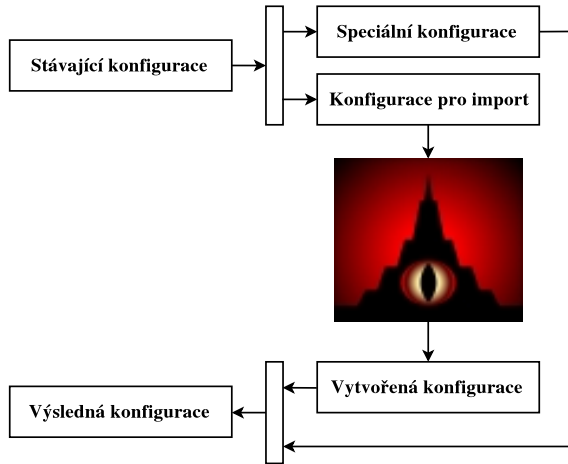 Speciální konfigurace
Stávající konfigurace
Konfigurace pro import
Vytvořená konfigurace
Výsledná konfigurace